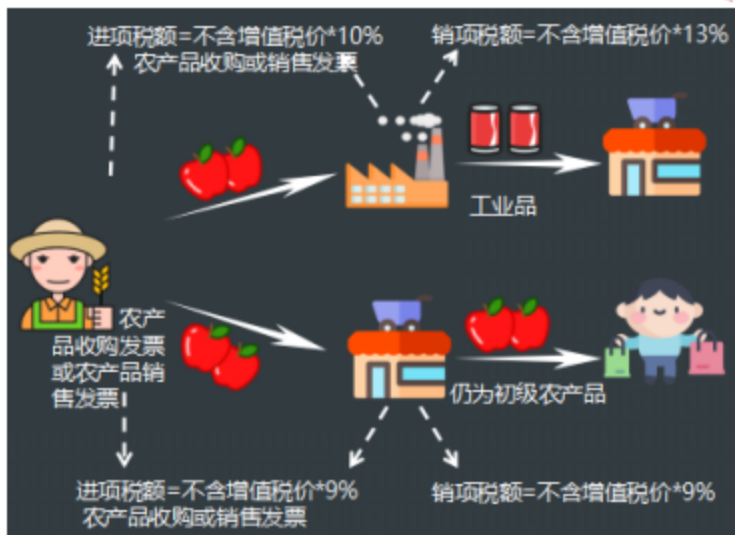 进项税额=不含增值税价*10%
农产品收购或销售发票
销项税额=不含增值税价*13%
工业品
农产
品收购发票
或农产品销
售发票
仍为初级农产品
进项税额=不含增值税价*9%
农产品收购或销售发票
销项税额=不含增值税价*9%